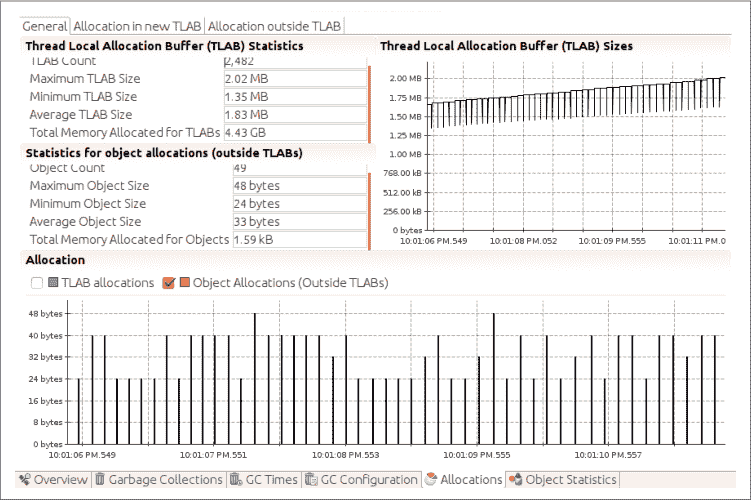 General Allocation in new TLAB Allocation outside TLAB
Thread Local Allocation Buffer (TLAB) Statistics
TLAB Count 2,482
Maximum TLAB Size 2.02 MB
Minimum TLAB Size 1.35 MB
Average TLAB Size 1.83 MB
Total Memory Allocated for TLABs 4.43 GB
Statistics for object allocations (outside TLABs)
Object Count 49
Maximum Object Size 48 bytes
Minimum Object Size 24 bytes
Average Object Size 33 bytes
Total Memory Allocated for Objects 1.59 kB
Thread Local Allocation Buffer (TLAB) Sizes
2.00 MB
1.75 MB
1.50 MB
1.25 MB
1.00 MB
768.00 kB
512.00 kB
256.00 kB
0 bytes
10:01:06 PM.549 10:01:08 PM.052 10:01:09 PM.555 10:01:11 PM.0
Allocation
TLAB allocations Object Allocations (Outside TLABs)
48 bytes
40 bytes
32 bytes
24 bytes
16 bytes
8 bytes
0 bytes
10:01:06 PM.549 10:01:07 PM.551 10:01:08 PM.553 10:01:09 PM.555 10:01:10 PM.557
Overview Garbage Collections GC Times GC Configuration Allocations Object Statistics